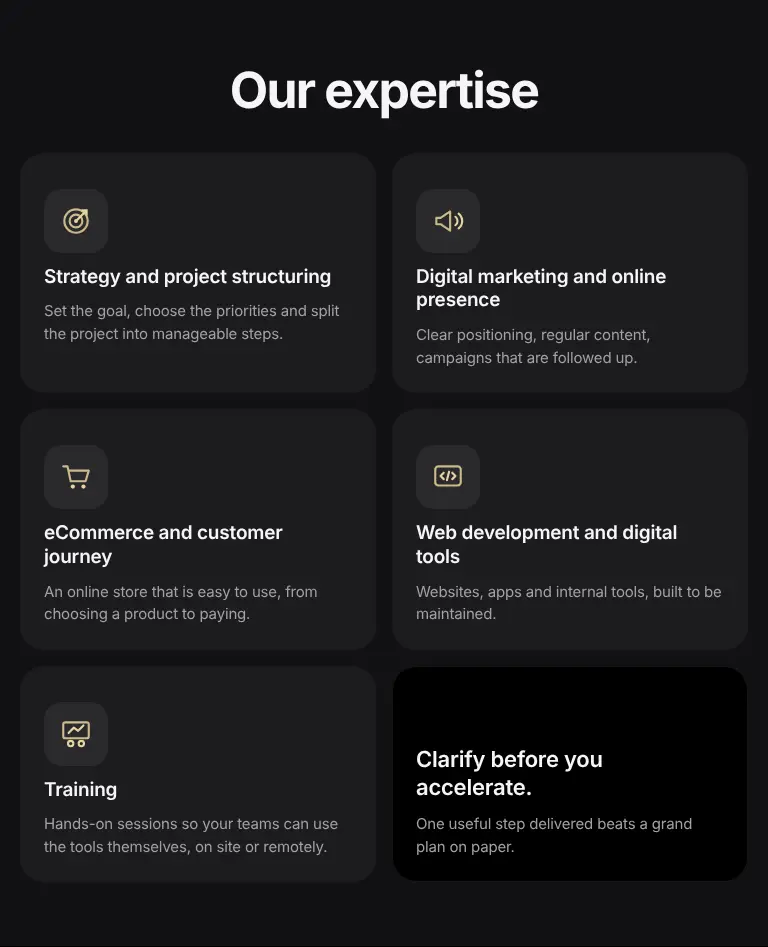 Our expertise
Strategy and project structuring
Set the goal, choose the priorities and split
the project into manageable steps.
Digital marketing and online
presence
Clear positioning, regular content,
campaigns that are followed up.
eCommerce and customer
journey
An online store that is easy to use, from
choosing a product to paying.
Web development and digital
tools
Websites, apps and internal tools, built to be
maintained.
Training
Hands-on sessions so your teams can use
the tools themselves, on site or remotely.
Clarify before you
accelerate.
One useful step delivered beats a grand
plan on paper.